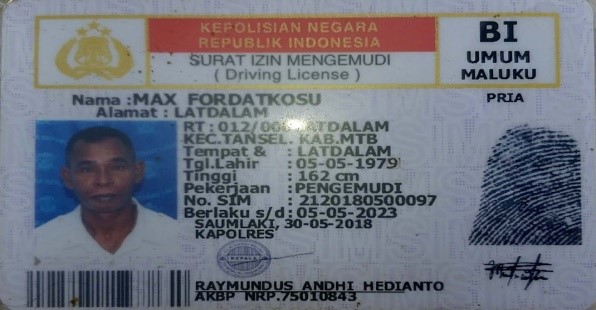 KEPOLISIAN NEGARA
REPUBLIK INDONESIA
SURAT IZIN MENGEMUDI
( Driving License )
BI
UMUM
MALUKU
PRIA
Nama : MAX FORDATKOSU
Alamat : LATDALAM
RT : 012/00 LATDALAM
KEC.TANSEL. KAB.MTB
Tempat & : LATDALAM
Tgl.Lahir : 05-05-1979
Tinggi : 162 cm
Pekerjaan : PENGEMUDI
No. SIM : 2120180500097
Berlaku s/d : 05-05-2023
SAUMLAKI, 30-05-2018
KAPOLRES
RAYMUNDUS ANDHI HEDIANTO
AKBP NRP.75010843